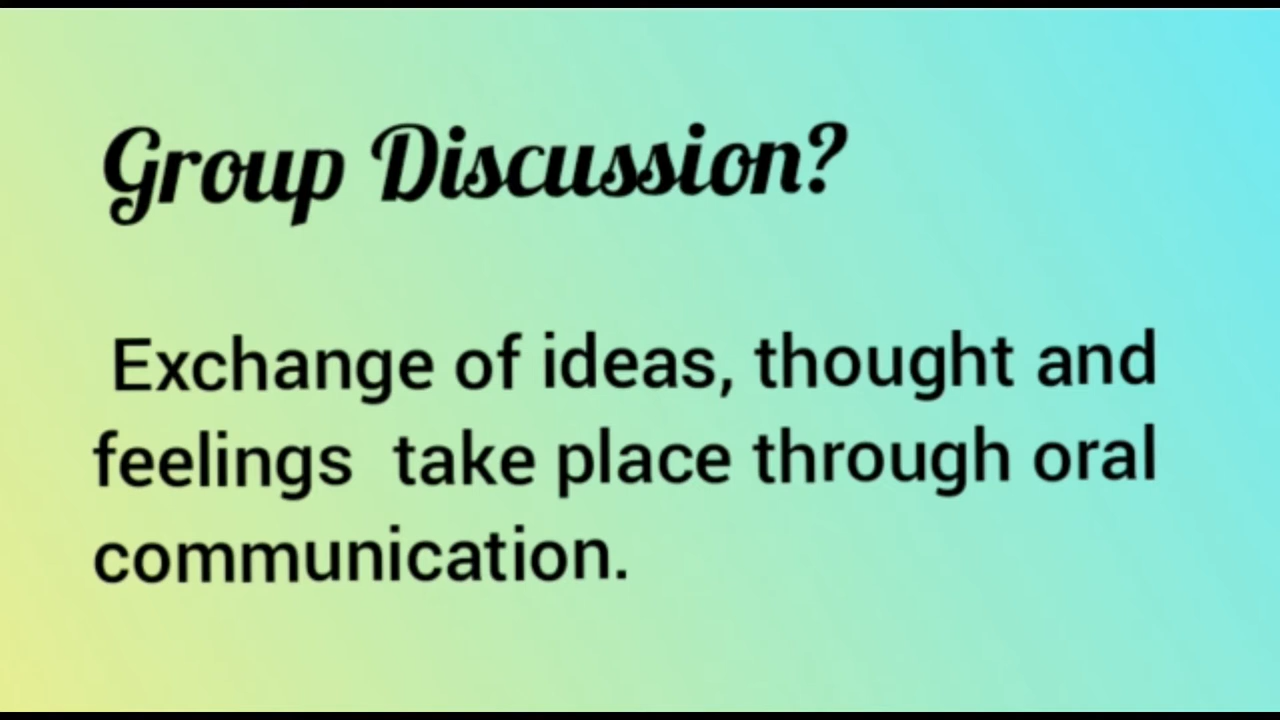 Group Discussion?
Exchange of ideas, thought and
feelings take place through oral
communication.